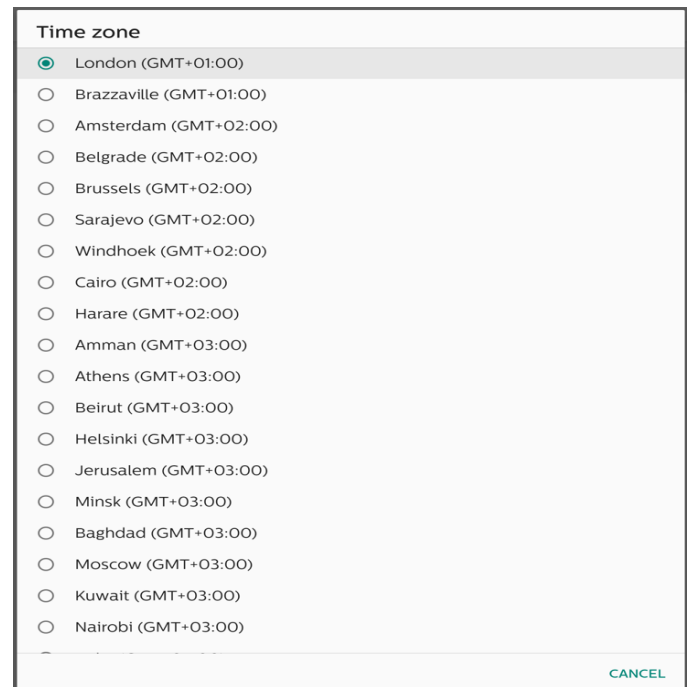 Time zone
London (GMT+01:00)
Brazzaville (GMT+01:00)
Amsterdam (GMT+02:00)
Belgrade (GMT+02:00)
Brussels (GMT+02:00)
Sarajevo (GMT+02:00)
Windhoek (GMT+02:00)
Cairo (GMT+02:00)
Harare (GMT+02:00)
Amman (GMT+03:00)
Athens (GMT+03:00)
Beirut (GMT+03:00)
Helsinki (GMT+03:00)
Jerusalem (GMT+03:00)
Minsk (GMT+03:00)
Baghdad (GMT+03:00)
Moscow (GMT+03:00)
Kuwait (GMT+03:00)
Nairobi (GMT+03:00)
CANCEL